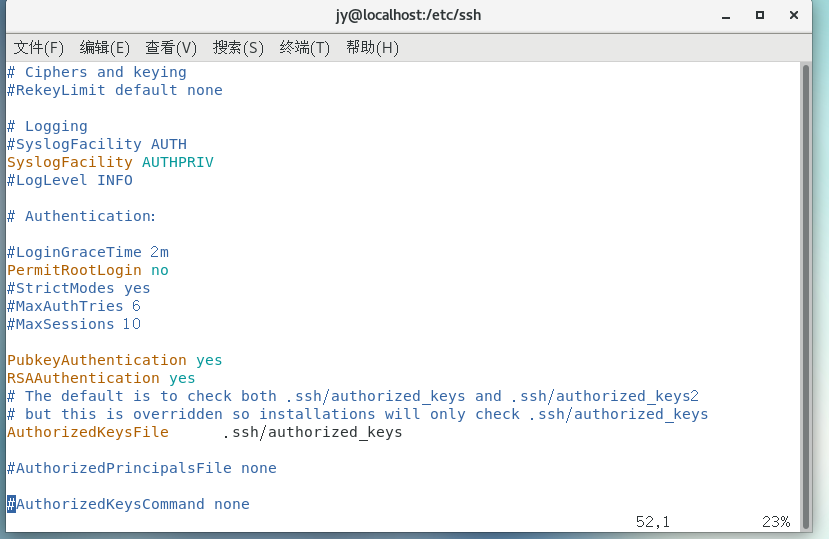 jy@localhost:/etc/ssh
文件(F) 编辑(E) 查看(V) 搜索(S) 终端(T) 帮助(H)
# Ciphers and keying
#RekeyLimit default none
# Logging
#SyslogFacility AUTH
SyslogFacility AUTHPRIV
#LogLevel INFO
# Authentication:
#LoginGraceTime 2m
PermitRootLogin no
#StrictModes yes
#MaxAuthTries 6
#MaxSessions 10
PubkeyAuthentication yes
RSAAuthentication yes
# The default is to check both .ssh/authorized_keys and .ssh/authorized_keys2
# but this is overridden so installations will only check .ssh/authorized_keys
AuthorizedKeysFile .ssh/authorized_keys
#AuthorizedPrincipalsFile none
#AuthorizedKeysCommand none
52,1 23%